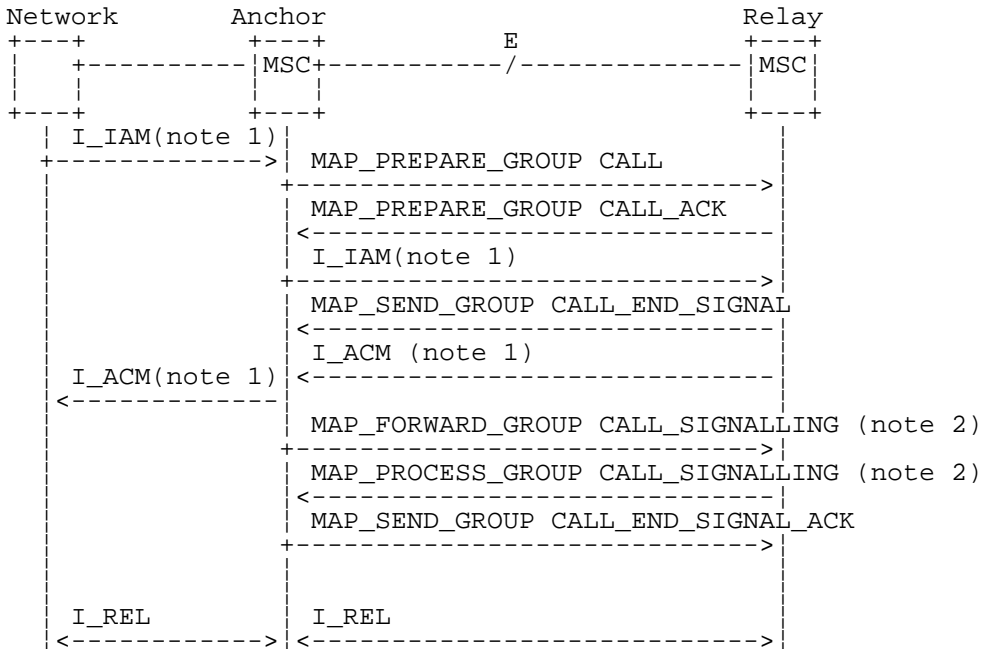 Network Anchor Relay
E
MSC MSC
I_IAM(note 1)
MAP_PREPARE_GROUP CALL
MAP_PREPARE_GROUP CALL_ACK
I_IAM(note 1)
MAP_SEND_GROUP CALL_END_SIGNAL
I_ACM (note 1)
I_ACM(note 1)
MAP_FORWARD_GROUP CALL_SIGNALLING (note 2)
MAP_PROCESS_GROUP CALL_SIGNALLING (note 2)
MAP_SEND_GROUP CALL_END_SIGNAL_ACK
I_REL I_REL